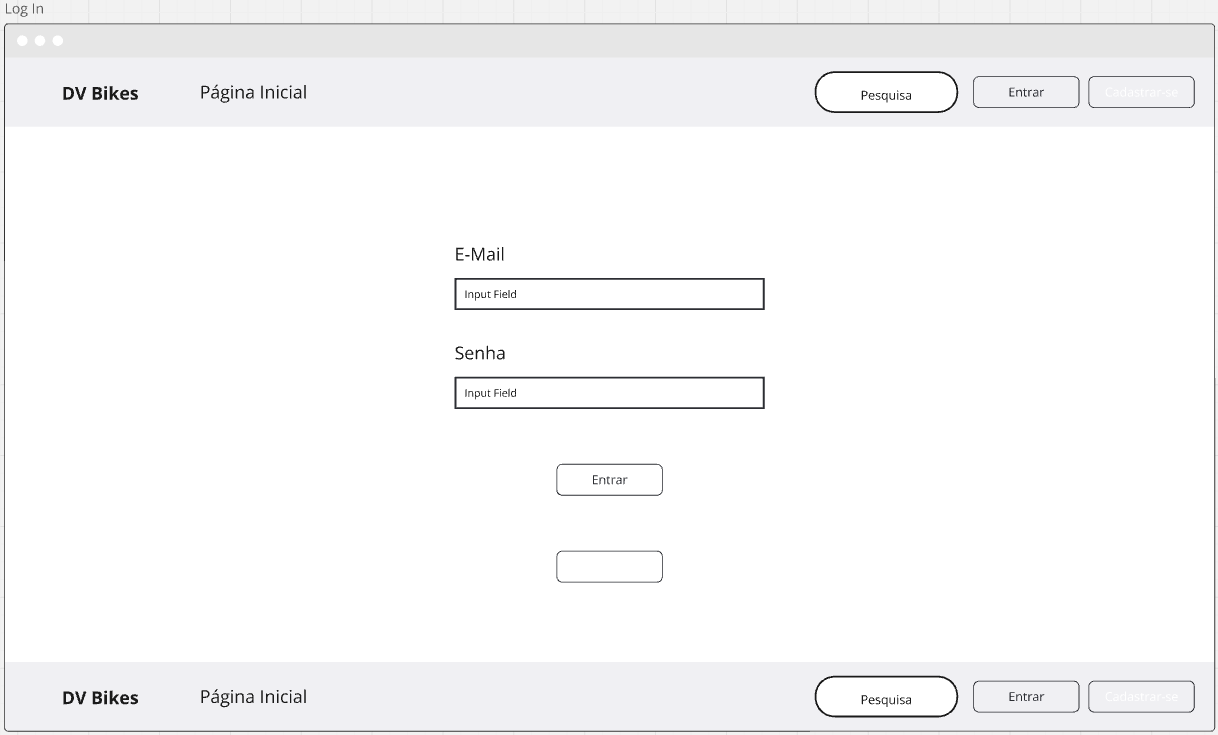 Log In
DV Bikes Página Inicial Pesquisa Entrar Cadastrar-se
E-Mail
Input Field
Senha
Input Field
Entrar
DV Bikes Página Inicial Pesquisa Entrar Cadastrar-se